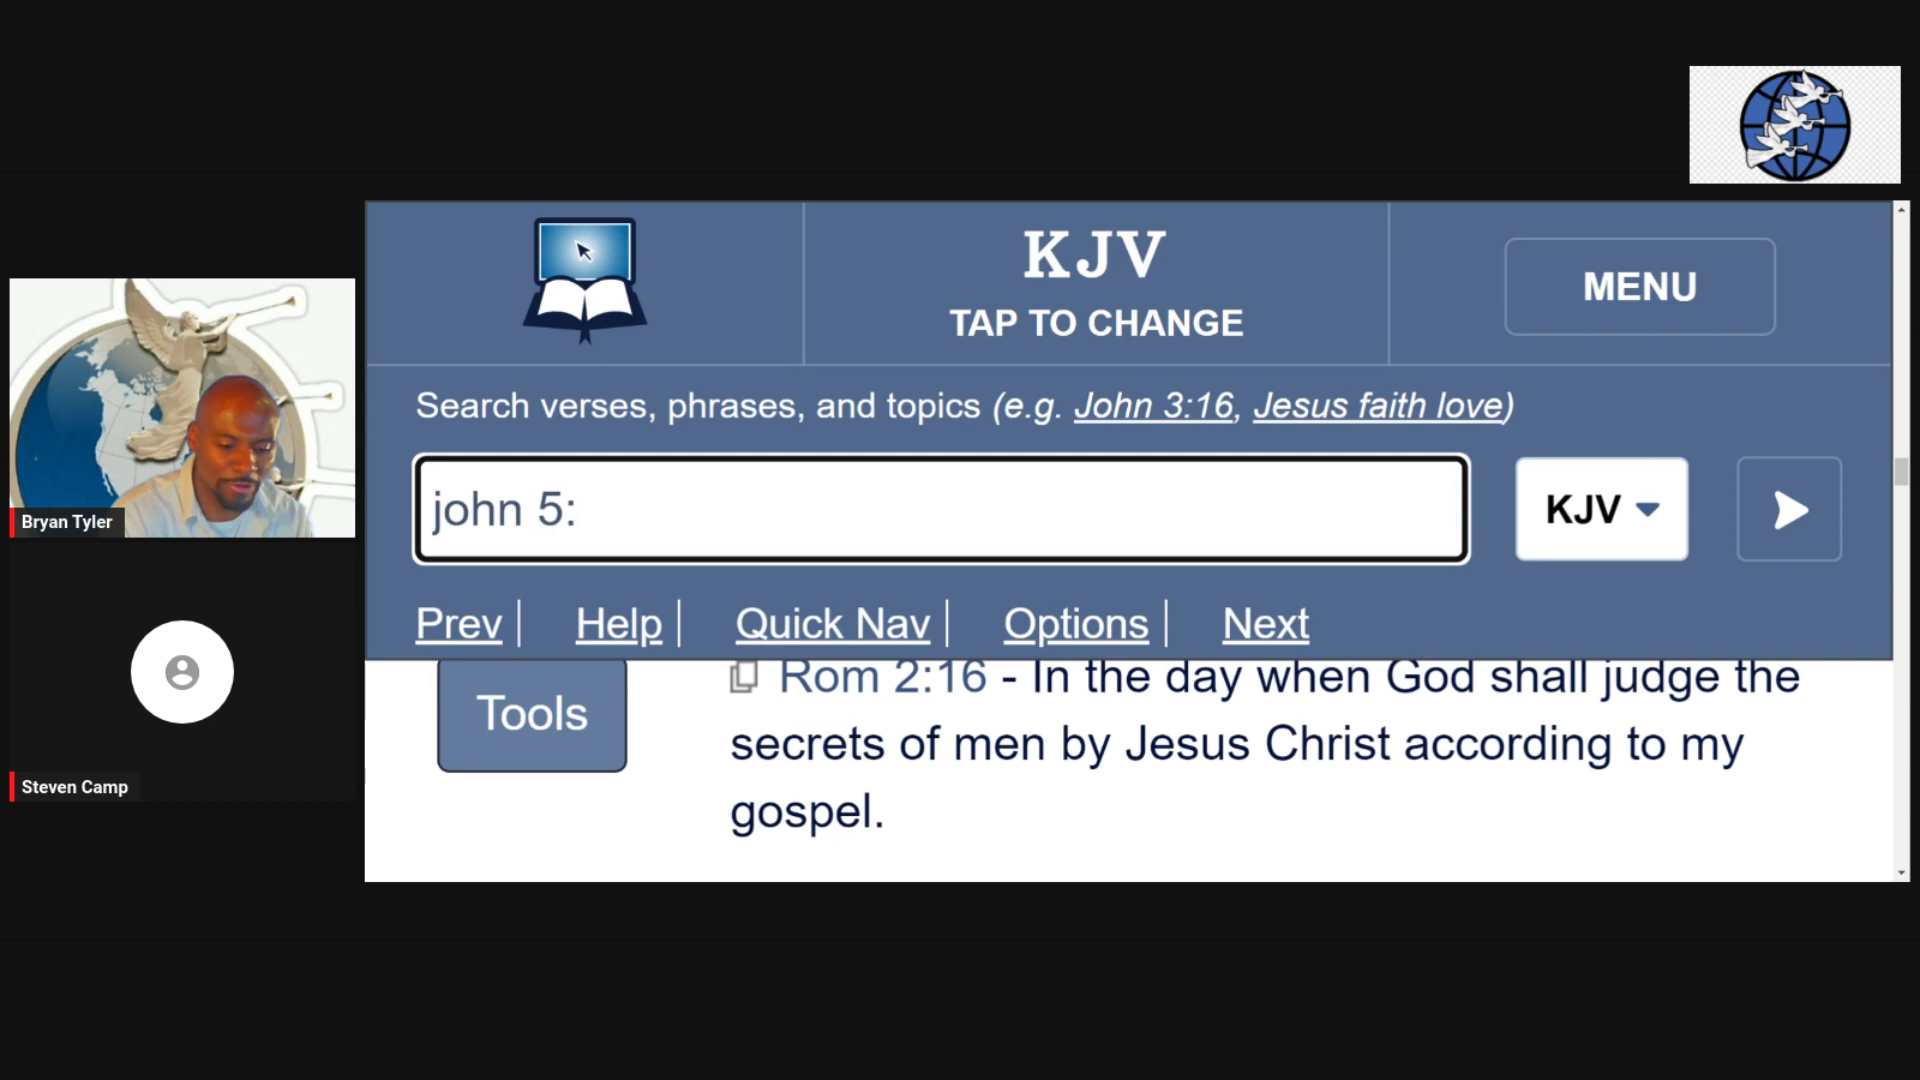 KJV
TAP TO CHANGE
MENU
Search verses, phrases, and topics (e.g. John 3:16, Jesus faith love)
john 5:
KJV
Prev
Help
Quick Nav
Options
Next
Tools
Rom 2:16 - In the day when God shall judge the
secrets of men by Jesus Christ according to my
gospel.
Bryan Tyler
Steven Camp